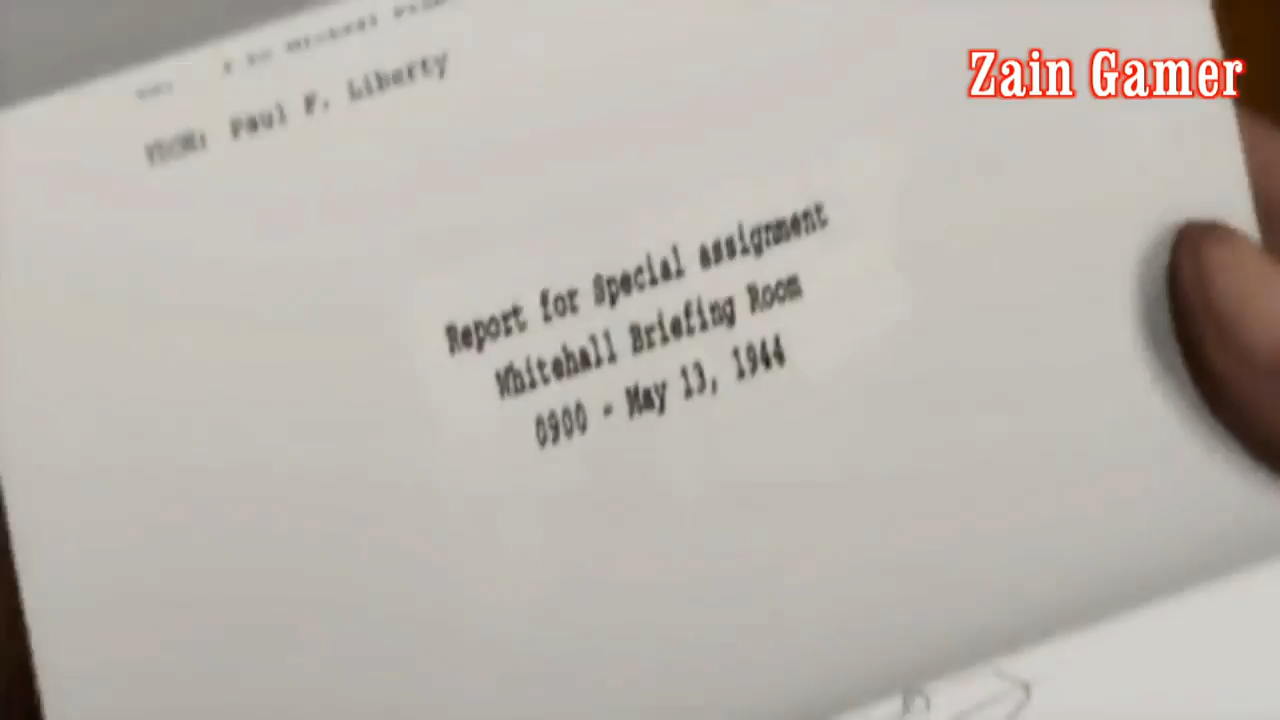 Zain Gamer
FROM: Paul F. Liberty
Report for Special assignment
Whitehall Briefing Room
0900 - May 13, 1944